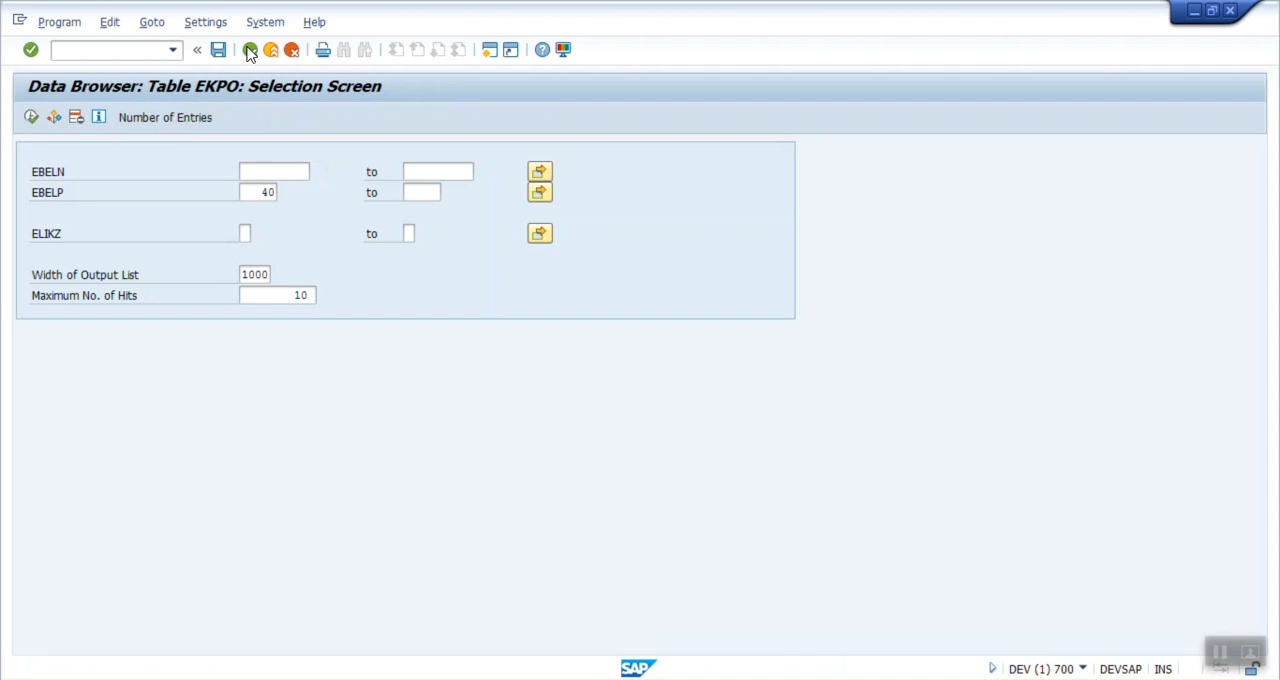 Program Edit Goto Settings System Help
Data Browser: Table EKPO: Selection Screen
Number of Entries
EBELN to
EBELP 40 to
ELIKZ to
Width of Output List 1000
Maximum No. of Hits 10
SAP DEV (1) 700 DEVSAP INS